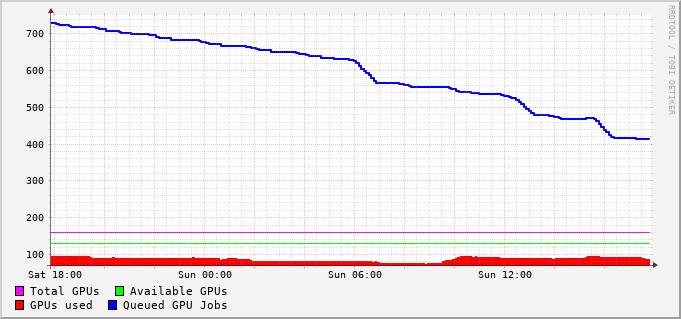 700
600
500
400
300
200
100
Sat 18:00 Sun 00:00 Sun 06:00 Sun 12:00
Total GPUs Available GPUs
GPUs used Queued GPU Jobs
RRDTOOL / TOBI OETIKER